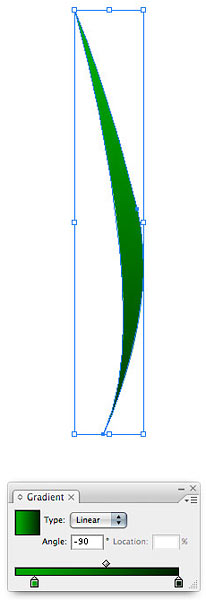 Gradient
Type: Linear
Angle: -90 ° Location: %